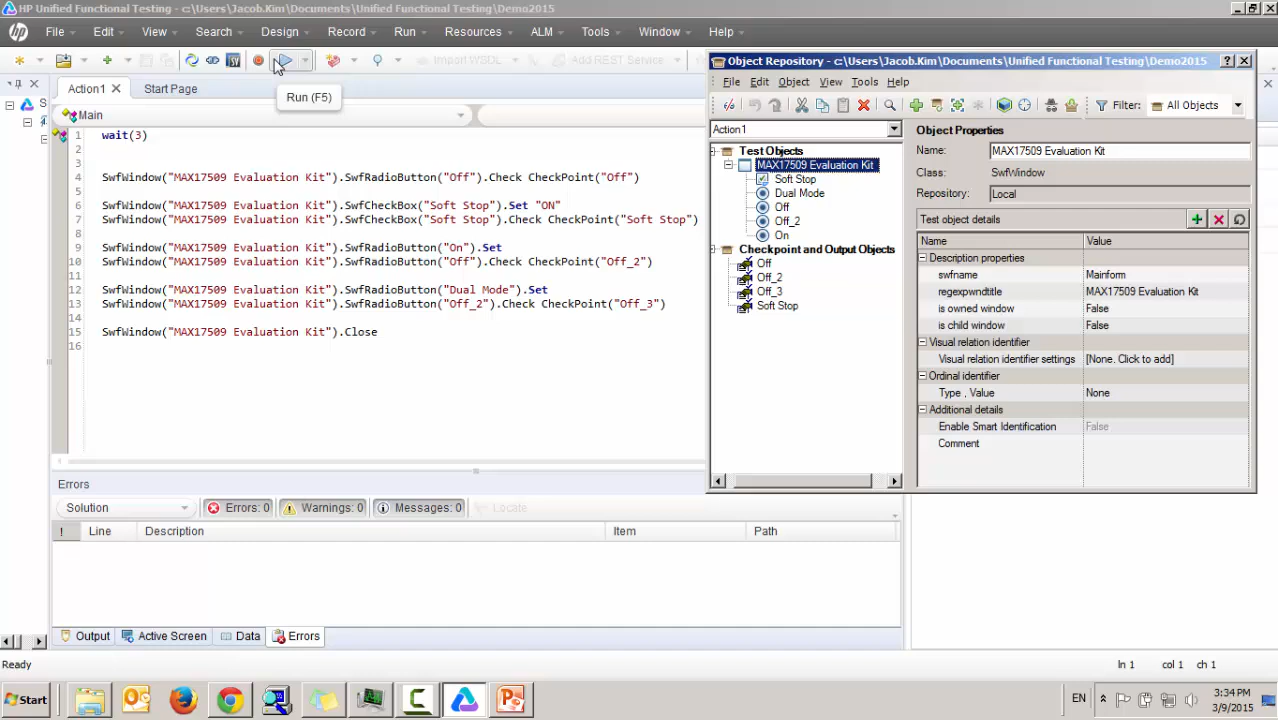 HP Unified Functional Testing - c:\Users\Jacob.Kim\Documents\Unified Functional Testing\Demo2015
File Edit View Search Design Record Run Resources ALM Tools Window Help
Import WSDL Add REST Service
Action1 Start Page
Run (F5)
Main
1 wait(3)
2
3
4 SwfWindow("MAX17509 Evaluation Kit").SwfRadioButton("Off").Check CheckPoint("Off")
5
6 SwfWindow("MAX17509 Evaluation Kit").SwfCheckBox("Soft Stop").Set "ON"
7 SwfWindow("MAX17509 Evaluation Kit").SwfCheckBox("Soft Stop").Check CheckPoint("Soft Stop")
8
9 SwfWindow("MAX17509 Evaluation Kit").SwfRadioButton("On").Set
10 SwfWindow("MAX17509 Evaluation Kit").SwfRadioButton("Off").Check CheckPoint("Off_2")
11
12 SwfWindow("MAX17509 Evaluation Kit").SwfRadioButton("Dual Mode").Set
13 SwfWindow("MAX17509 Evaluation Kit").SwfRadioButton("Off_2").Check CheckPoint("Off_3")
14
15 SwfWindow("MAX17509 Evaluation Kit").Close
16
Object Repository - c:\Users\Jacob.Kim\Documents\Unified Functional Testing\Demo2015
File Edit Object View Tools Help
Filter: All Objects
Action1
Test Objects
MAX17509 Evaluation Kit
Soft Stop
Dual Mode
Off
Off_2
On
Checkpoint and Output Objects
Off
Off_2
Off_3
Soft Stop
Object Properties
Name: MAX17509 Evaluation Kit
Class: SwfWindow
Repository: Local
Test object details
Name Value
Description properties
swfname Mainform
regexpwndtitle MAX17509 Evaluation Kit
is owned window False
is child window False
Visual relation identifier
Visual relation identifier settings [None. Click to add]
Ordinal identifier
Type , Value None
Additional details
Enable Smart Identification False
Comment
Errors
Solution Errors: 0 Warnings: 0 Messages: 0 Locate
! Line Description Item Path
Output Active Screen Data Errors
Ready ln 1 col 1 ch 1
Start EN 3:34 PM
3/9/2015